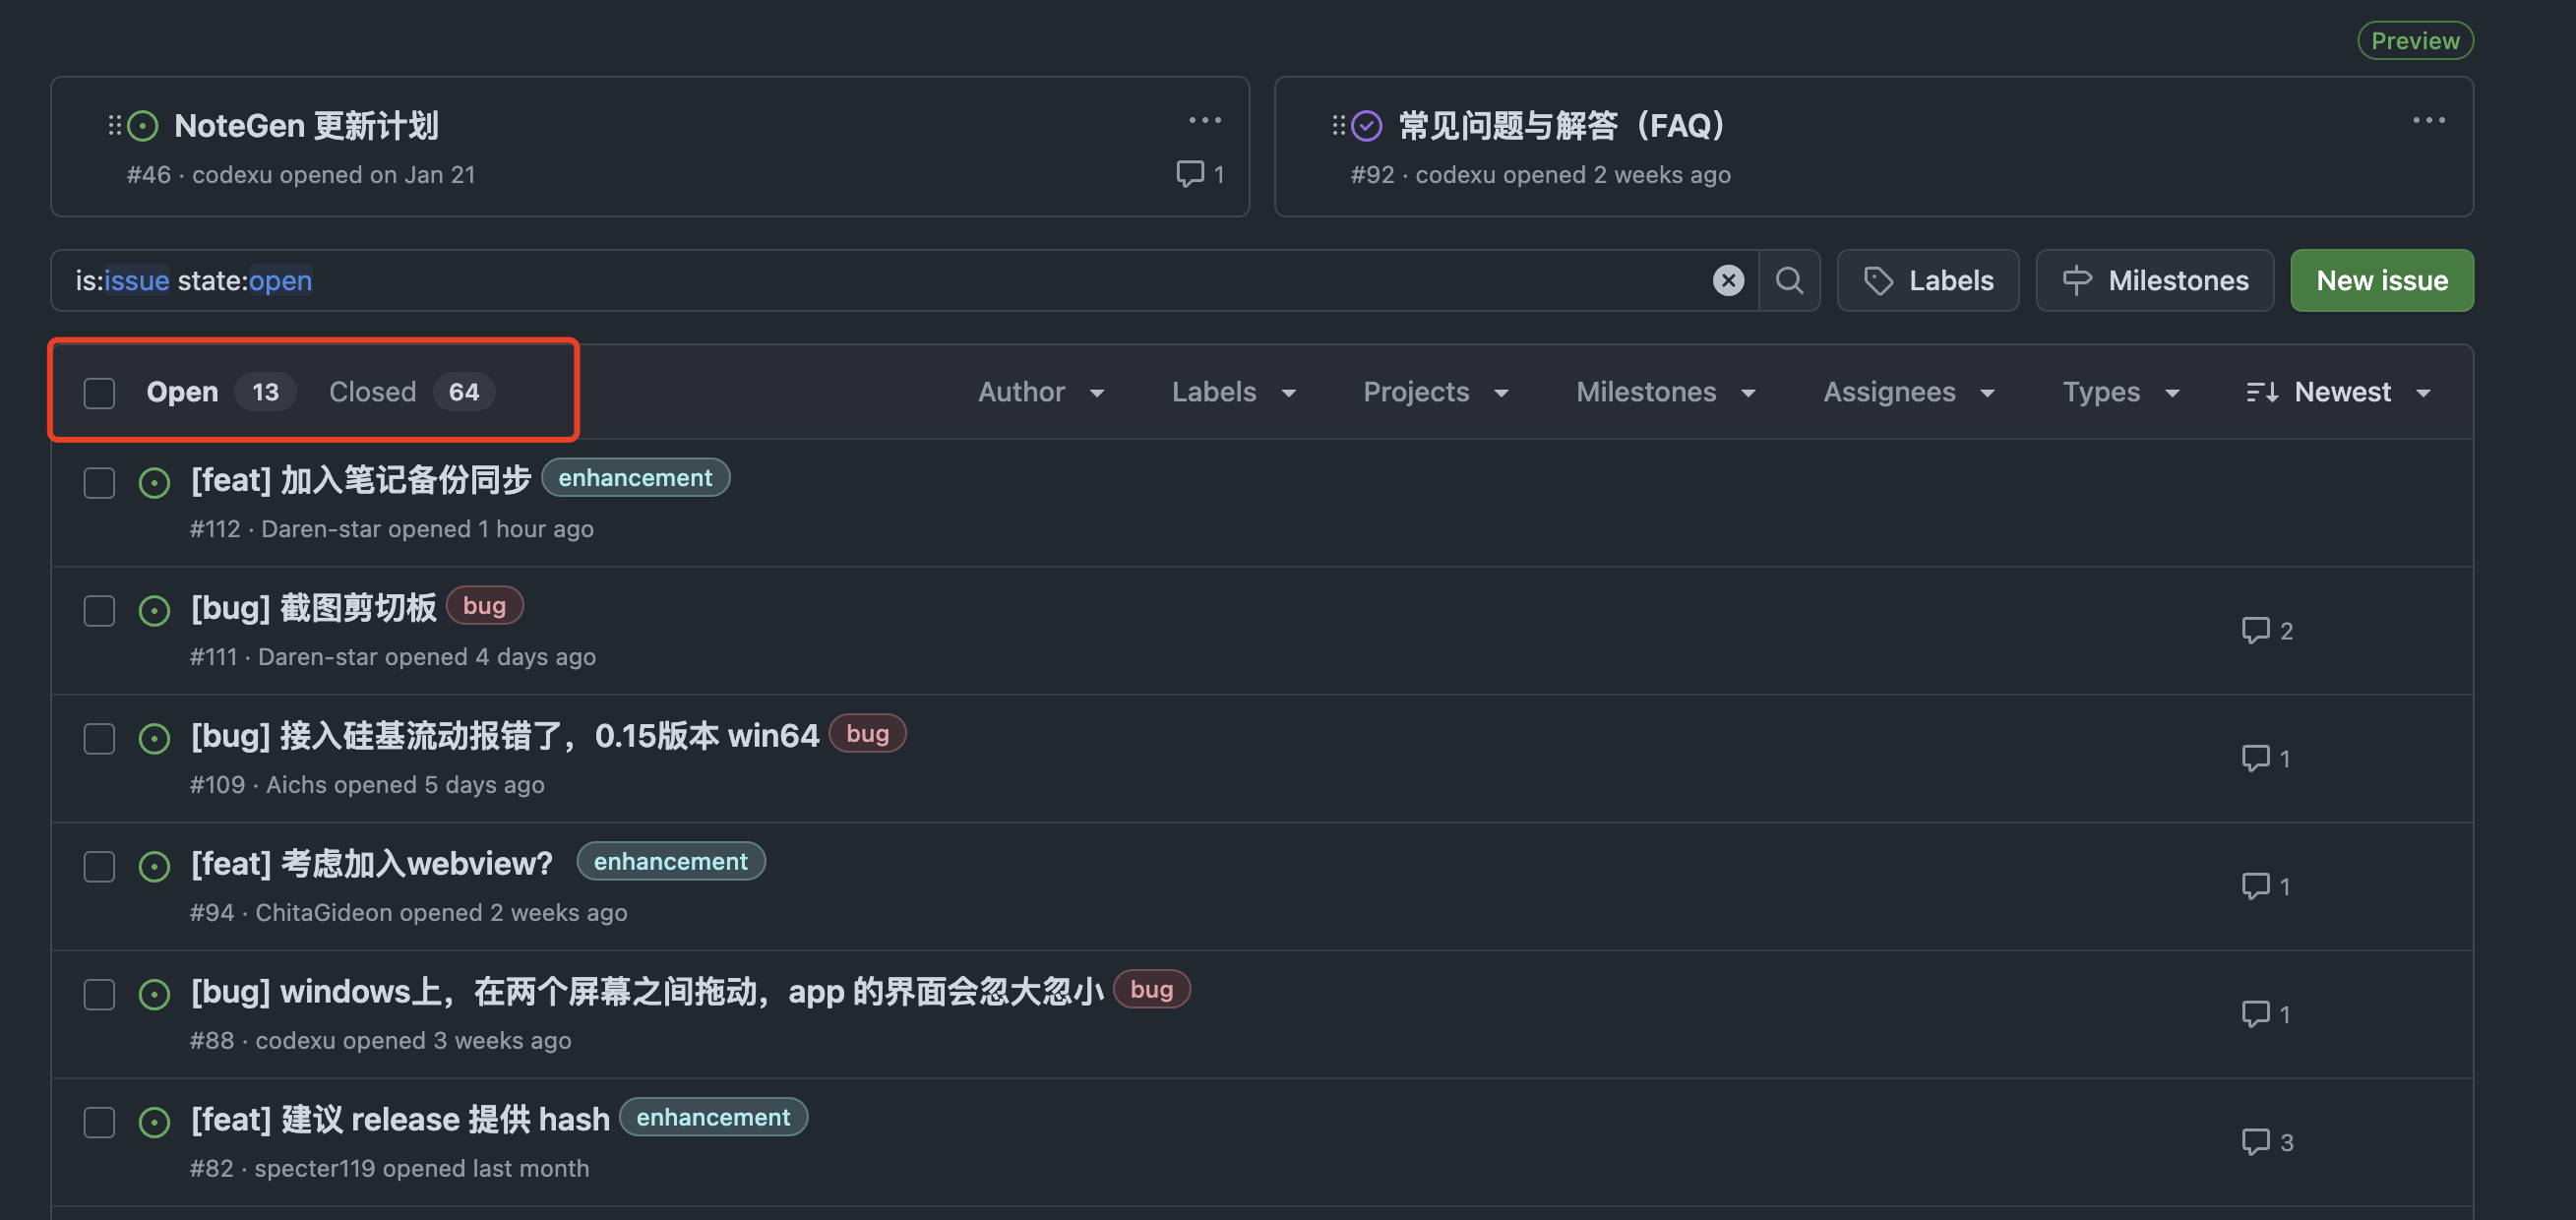 Preview
NoteGen 更新计划
#46 · codexu opened on Jan 21
1
常见问题与解答（FAQ）
#92 · codexu opened 2 weeks ago
is:issue state:open
Labels
Milestones
New issue
Open 13 Closed 64
Author Labels Projects Milestones Assignees Types Newest
[feat] 加入笔记备份同步 enhancement
#112 · Daren-star opened 1 hour ago
[bug] 截图剪切板 bug
#111 · Daren-star opened 4 days ago
2
[bug] 接入硅基流动报错了，0.15版本 win64 bug
#109 · Aichs opened 5 days ago
1
[feat] 考虑加入webview? enhancement
#94 · ChitaGideon opened 2 weeks ago
1
[bug] windows上，在两个屏幕之间拖动，app 的界面会忽大忽小 bug
#88 · codexu opened 3 weeks ago
1
[feat] 建议 release 提供 hash enhancement
#82 · specter119 opened last month
3